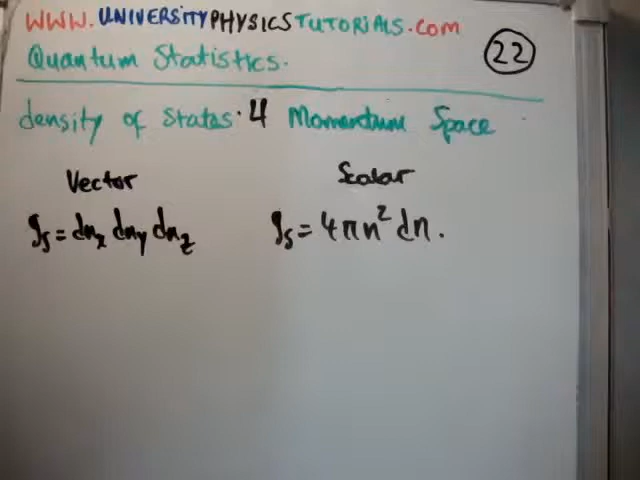 WWW.UNIVERSITYPHYSICSTUTORIALS.COM
Quantum Statistics.
22
density of States: 4 Momentum Space
Vector
Scalar
gs = dnx dny dnz
gs = 4πn² dn.